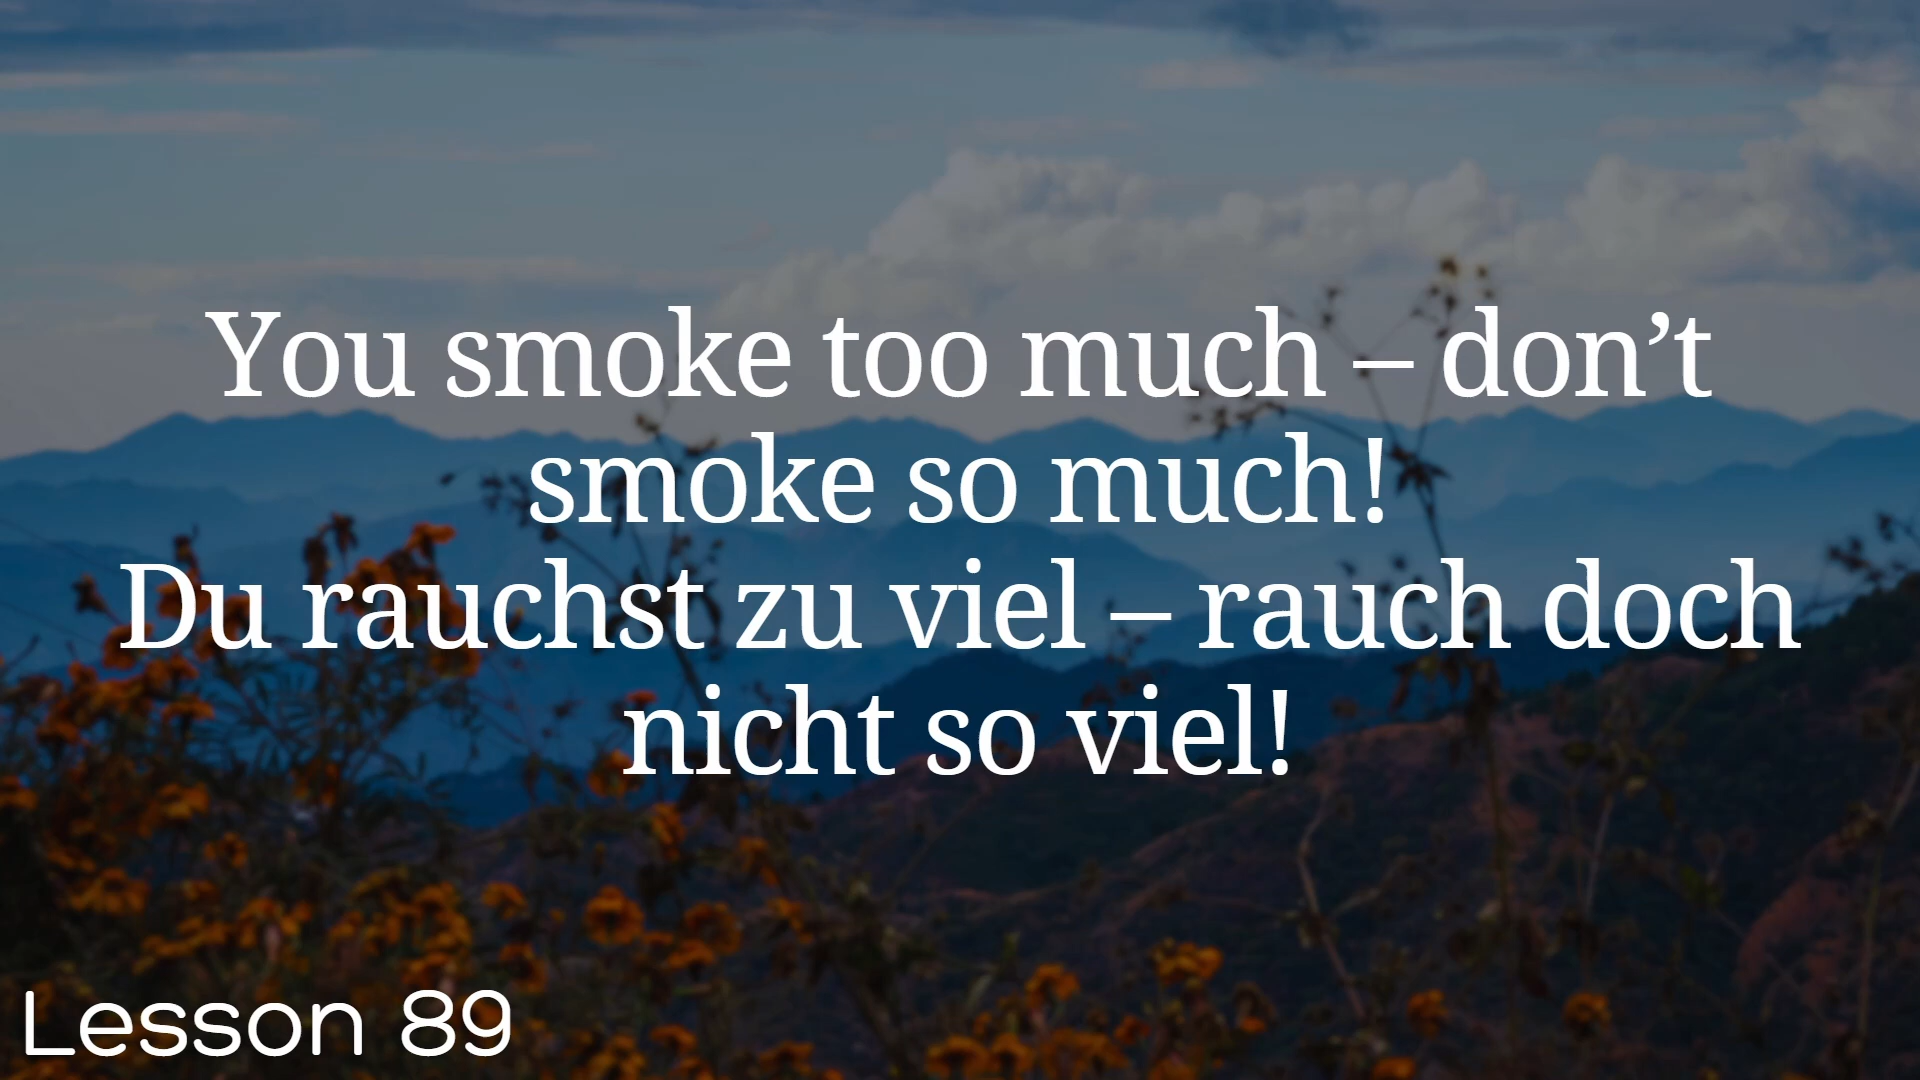 You smoke too much – don’t
smoke so much!
Du rauchst zu viel – rauch doch
nicht so viel!
Lesson 89